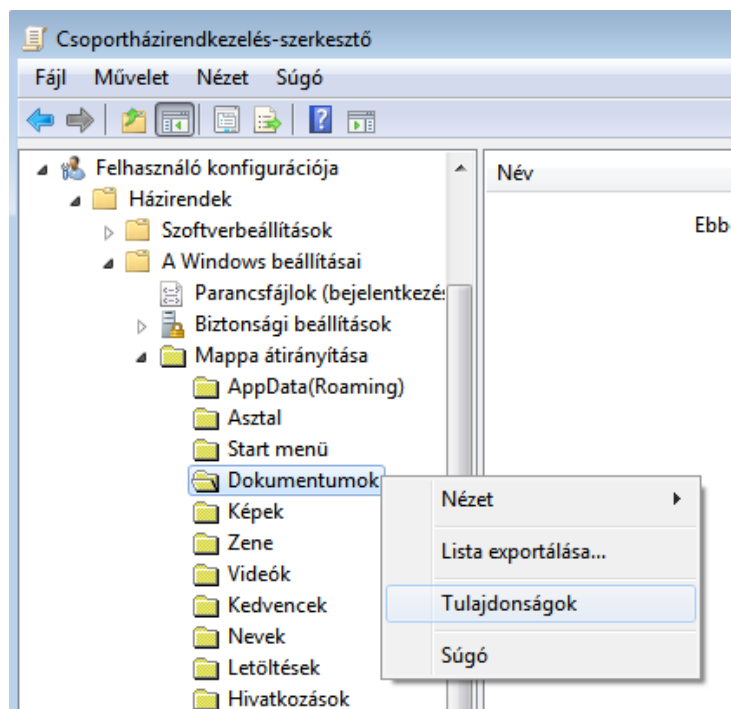 Csoportházirendkezelés-szerkesztő
Fájl Művelet Nézet Súgó
Felhasználó konfigurációja
Név
Házirendek
Szoftverbeállítások
Ebb
A Windows beállításai
Parancsfájlok (bejelentkezé
Biztonsági beállítások
Mappa átirányítása
AppData(Roaming)
Asztal
Start menü
Dokumentumok
Képek
Zene
Videók
Kedvencek
Nevek
Letöltések
Hivatkozások
Nézet
Lista exportálása...
Tulajdonságok
Súgó